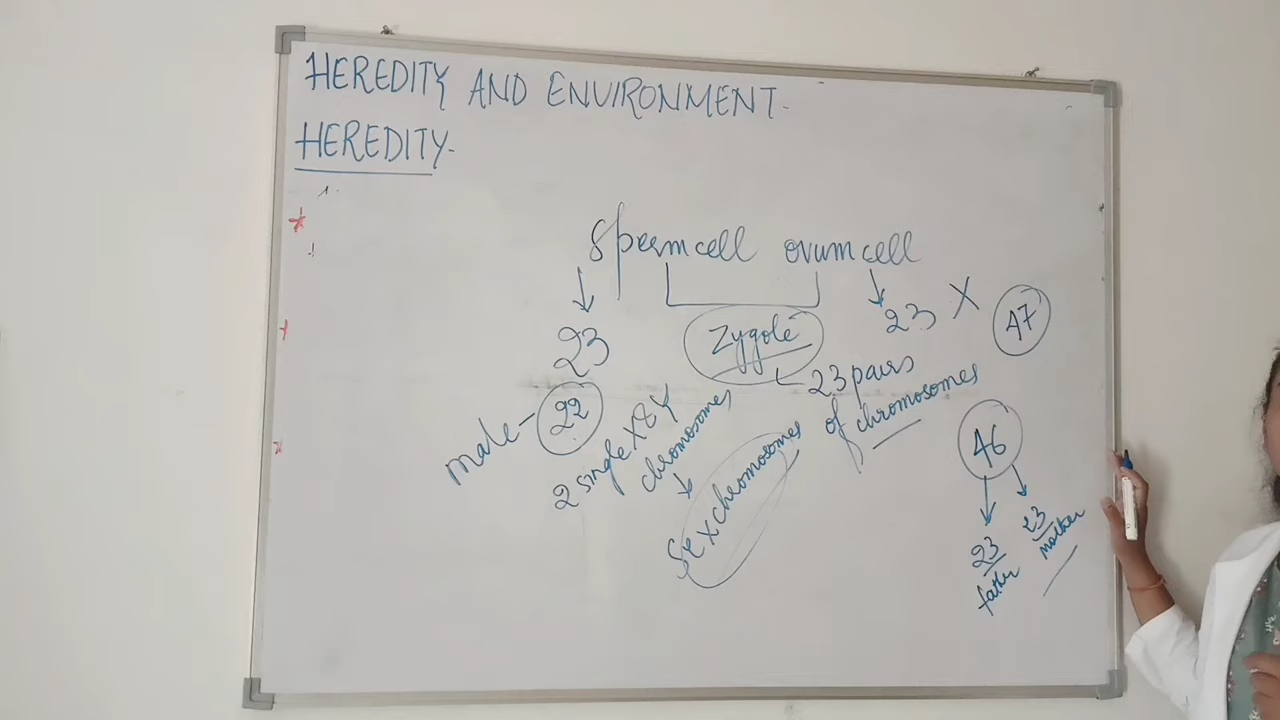 HEREDITY AND ENVIRONMENT-
HEREDITY-
1.
sperm cell ovum cell
23
23 X
47
Zygote
23 pairs
of chromosomes
male - 22
2 single X & Y
chromosomes
Sex chromosomes
46
23
father
23
mother